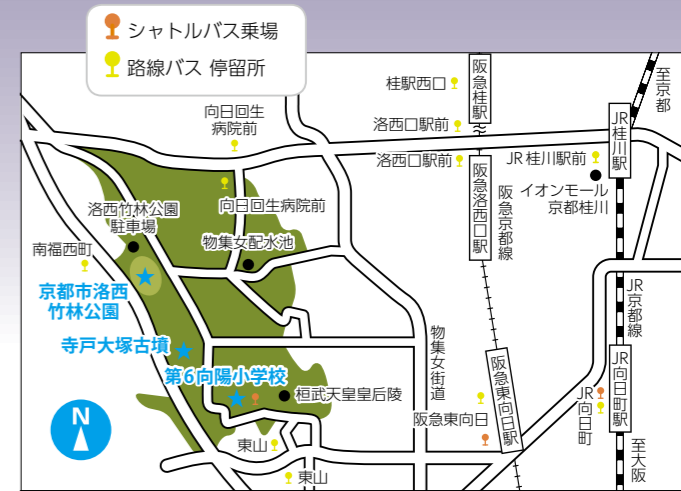 シャトルバス乗場
路線バス 停留所
桂駅西口
阪急桂駅
至京都
向日回生
病院前
洛西口駅前
JR桂川駅
洛西口駅前
JR桂川駅前
イオンモール
京都桂川
阪急洛西口駅
阪急京都線
向日回生病院前
洛西竹林公園
駐車場
物集女配水池
南福西町
京都市洛西
竹林公園
JR京都線
寺戸大塚古墳
物集女街道
第6向陽小学校
桓武天皇皇后陵
阪急東向日駅
阪急東向日
JR
向日町
JR向日町駅
N
東山
東山
至大阪